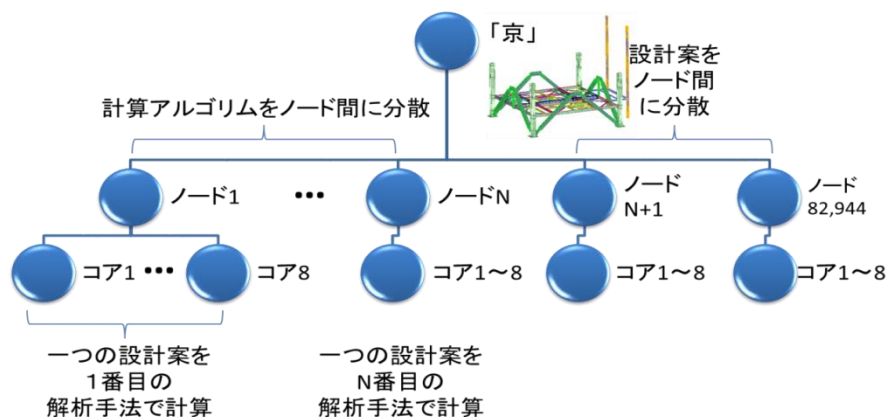 「京」
設計案を
ノード間
に分散
計算アルゴリムをノード間に分散
ノード1
•••
ノードN
ノード
N+1
ノード
82,944
コア1
•••
コア8
コア1～8
コア1～8
コア1～8
一つの設計案を
1番目の
解析手法で計算
一つの設計案を
N番目の
解析手法で計算